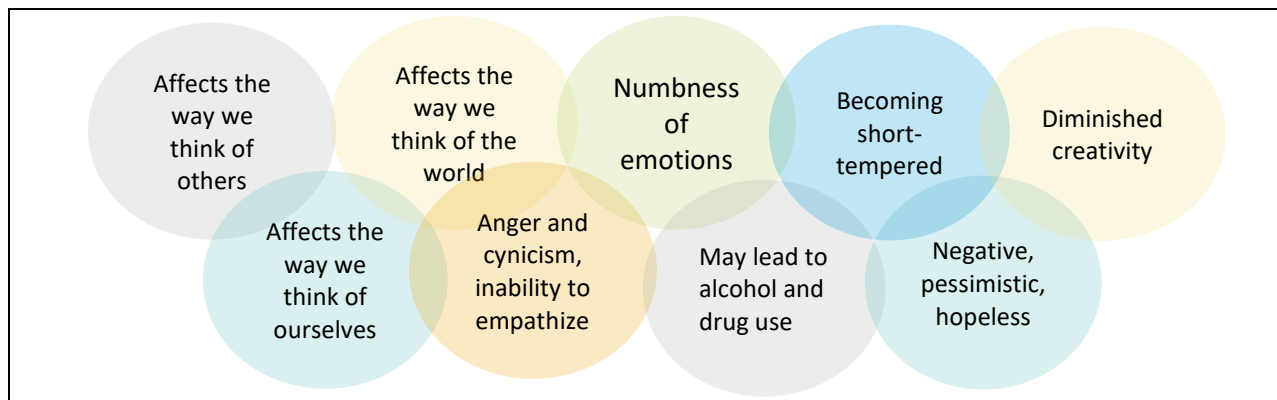 Affects the
way we
think of
others
Affects the
way we
think of the
world
Numbness
of
emotions
Becoming
short-
tempered
Diminished
creativity
Affects the
way we
think of
ourselves
Anger and
cynicism,
inability to
empathize
May lead to
alcohol and
drug use
Negative,
pessimistic,
hopeless